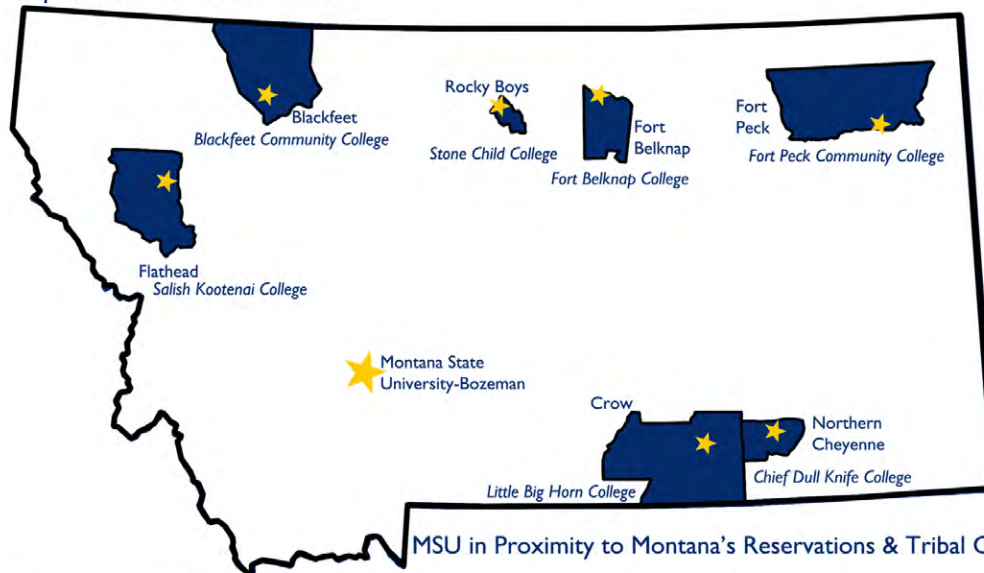 Rocky Boys
Blackfeet
Blackfeet Community College
Stone Child College
Fort
Belknap
Fort Belknap College
Fort
Peck
Fort Peck Community College
Flathead
Salish Kootenai College
Montana State
University-Bozeman
Crow
Little Big Horn College
Northern
Cheyenne
Chief Dull Knife College
MSU in Proximity to Montana's Reservations & Tribal